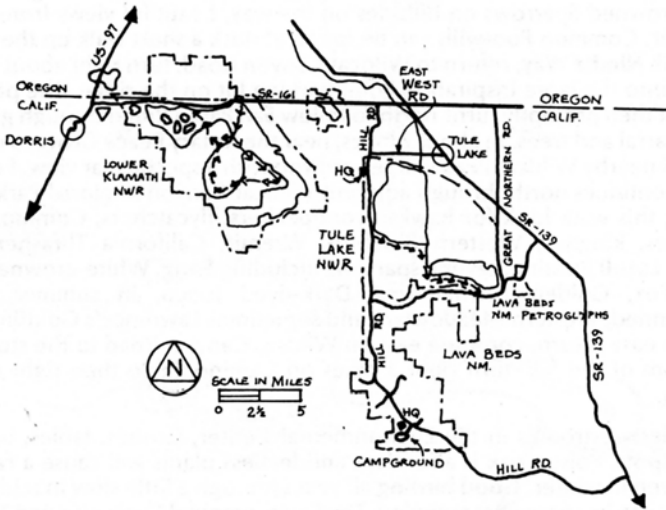 US-97
OREGON
CALIF.
DORRIS
SR-161
LOWER
KLAMATH
NWR
EAST
WEST
RD
OREGON
CALIF.
HILL RD
HQ
TULE
LAKE
GREAT NORTHERN RD
SR-139
TULE
LAKE
NWR
LAVA BEDS
NM. PETROGLYPHS
LAVA BEDS
NM.
HILL RD
SR-139
N
SCALE IN MILES
0 2½ 5
HQ
CAMPGROUND
HILL RD.